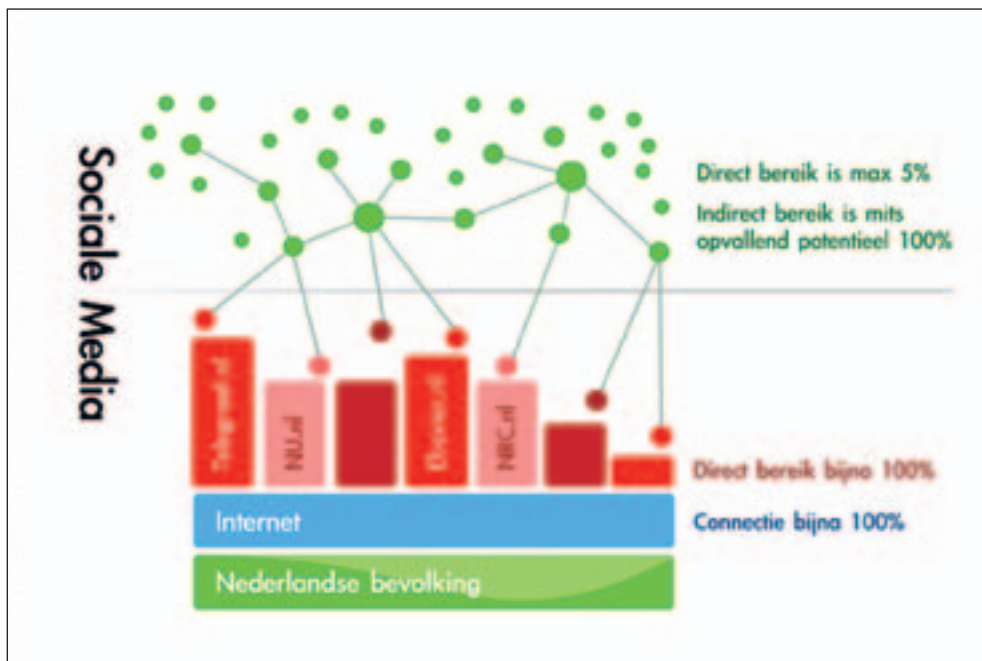 Sociale Media
Direct bereik is max 5%
Indirect bereik is mits
opvallend potentieel 100%
Telegraaf.nl
NU.nl
NRC.nl
Direct bereik bijna 100%
Internet
Connectie bijna 100%
Nederlandse bevolking